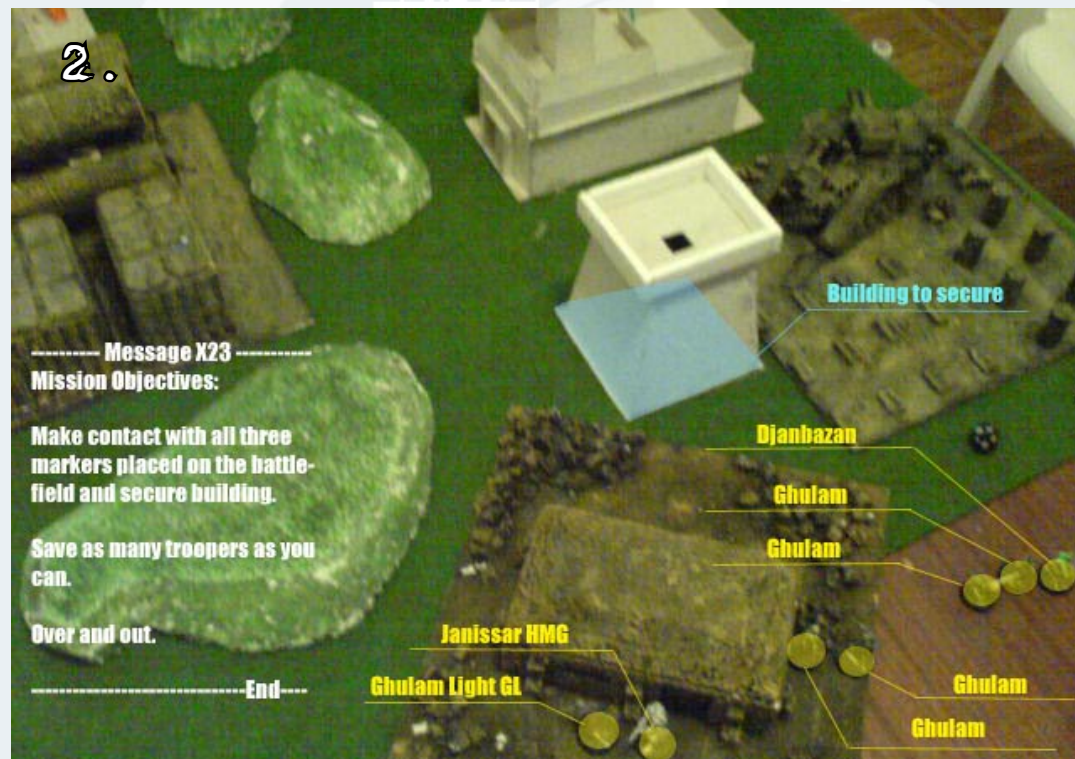 2.
Building to secure
---------- Message X23 -----------
Mission Objectives:
Make contact with all three
markers placed on the battle-
field and secure building.
Save as many troopers as you
can.
Over and out.
-------------------------------End----
Djanbazan
Ghulam
Ghulam
Janissar HMG
Ghulam Light GL
Ghulam
Ghulam